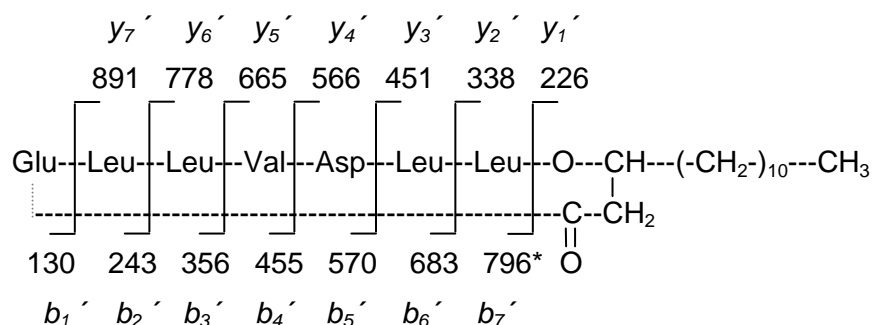 y7´ y6´ y5´ y4´ y3´ y2´ y1´
891 778 665 566 451 338 226
Glu---Leu---Leu---Val---Asp---Leu---Leu---O---CH---(-CH2-)10---CH3
C---CH2
130 243 356 455 570 683 796* O
b1´ b2´ b3´ b4´ b5´ b6´ b7´